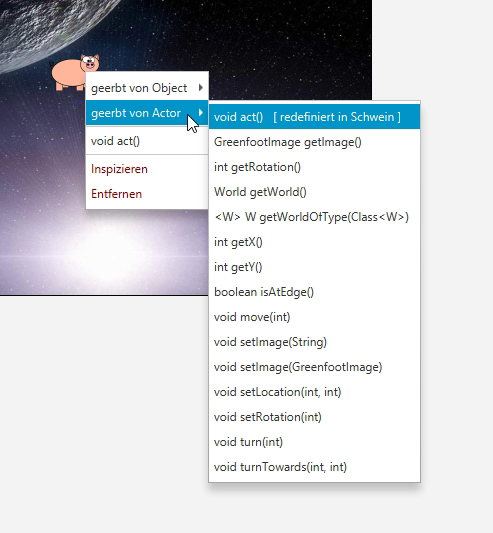 geerbt von Object
geerbt von Actor
void act()
Inspizieren
Entfernen
void act() [ redefiniert in Schwein ]
GreenfootImage getImage()
int getRotation()
World getWorld()
<W> W getWorldOfType(Class<W>)
int getX()
int getY()
boolean isAtEdge()
void move(int)
void setImage(String)
void setImage(GreenfootImage)
void setLocation(int, int)
void setRotation(int)
void turn(int)
void turnTowards(int, int)